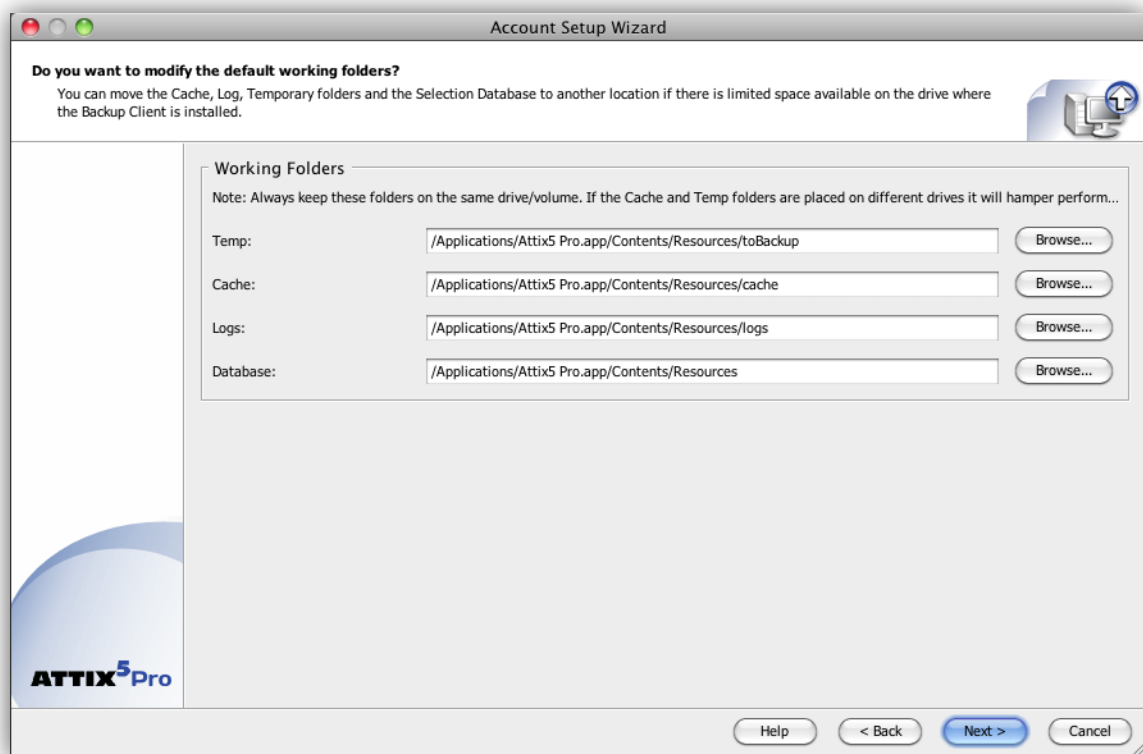 Account Setup Wizard
Do you want to modify the default working folders?
You can move the Cache, Log, Temporary folders and the Selection Database to another location if there is limited space available on the drive where
the Backup Client is installed.
Working Folders
Note: Always keep these folders on the same drive/volume. If the Cache and Temp folders are placed on different drives it will hamper perform...
Temp: /Applications/Attix5 Pro.app/Contents/Resources/toBackup Browse...
Cache: /Applications/Attix5 Pro.app/Contents/Resources/cache Browse...
Logs: /Applications/Attix5 Pro.app/Contents/Resources/logs Browse...
Database: /Applications/Attix5 Pro.app/Contents/Resources Browse...
ATTIX5Pro
Help < Back Next > Cancel